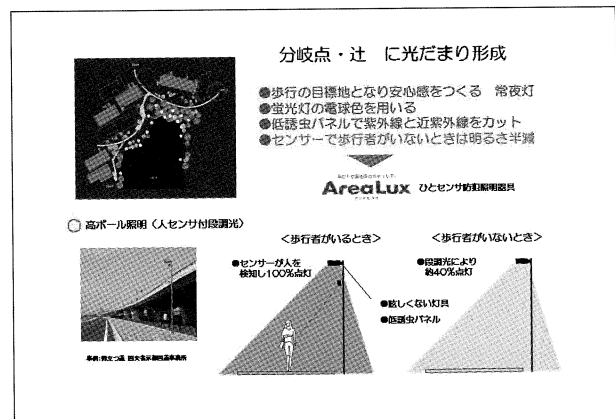 分岐点・辻　に光だまり形成
●歩行の目標地となり安心感をつくる　常夜灯
●蛍光灯の電球色を用いる
●低誘虫パネルで紫外線と近紫外線をカット
●センサーで歩行者がいないときは明るさ半減
AreaLux ひとセンサ防犯照明器具
高ポール照明（人センサ付段調光）
＜歩行者がいるとき＞
●センサーが人を
検知し100％点灯
●眩しくない灯具
●低誘虫パネル
＜歩行者がいないとき＞
●段調光により
約40％点灯